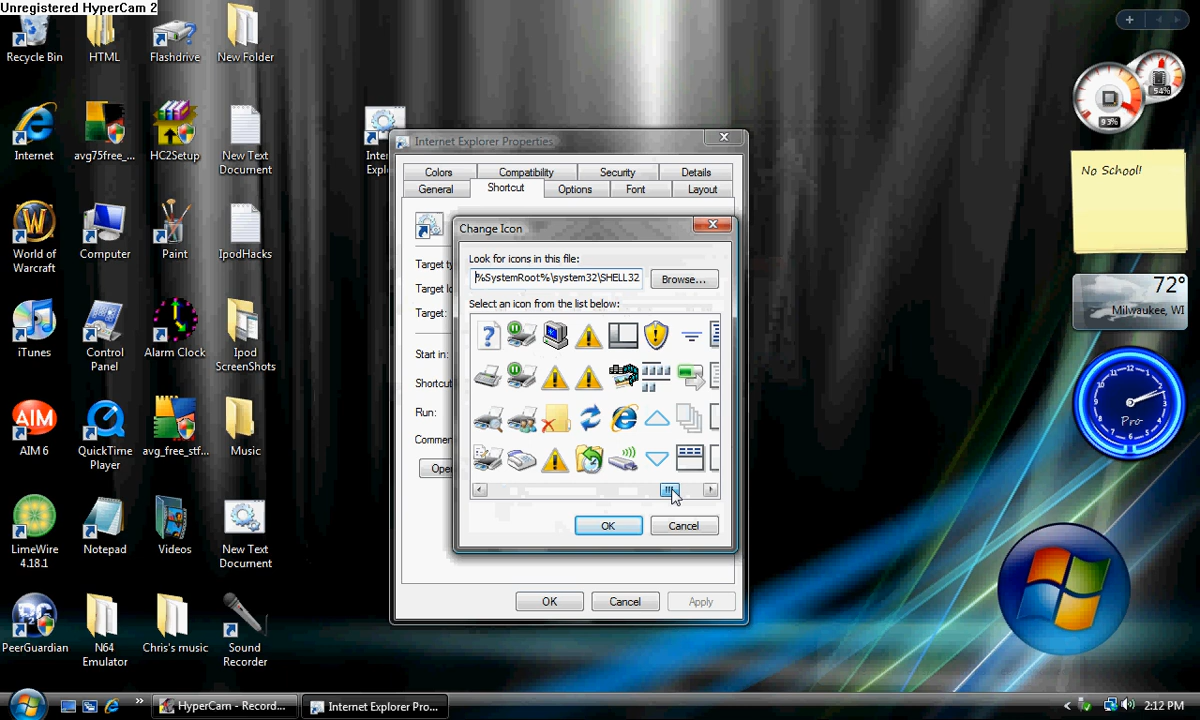 Unregistered HyperCam 2
Recycle Bin
HTML
Flashdrive
New Folder
Internet
avg75free_...
HC2Setup
New Text
Document
World of
Warcraft
Computer
Paint
IpodHacks
iTunes
Control
Panel
Alarm Clock
Ipod
ScreenShots
AIM 6
QuickTime
Player
avg_free_stf...
Music
LimeWire
4.18.1
Notepad
Videos
New Text
Document
PeerGuardian
N64
Emulator
Chris's music
Sound
Recorder
Internet Explorer Properties
Colors
Compatibility
Security
Details
General
Shortcut
Options
Font
Layout
Target:
Start in:
Run:
Change Icon
Look for icons in this file:
%SystemRoot%\system32\SHELL32
Browse...
Select an icon from the list below:
OK
Cancel
OK
Cancel
Apply
93%
54%
No School!
72°
Milwaukee, WI
Pro
HyperCam - Record...
Internet Explorer Pro...
2:12 PM